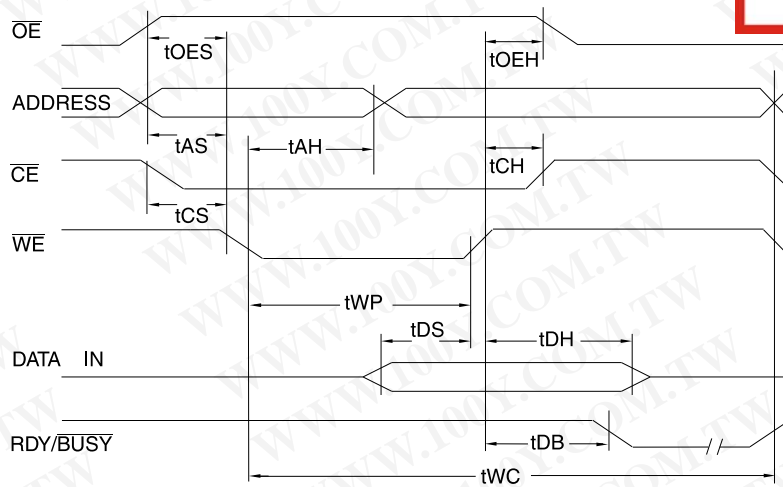 OE
tOES
tOEH
ADDRESS
tAS
tAH
tCH
CE
tCS
WE
tWP
tDS
tDH
DATA IN
RDY/BUSY
tDB
tWC
WWW.100Y.COM.TW